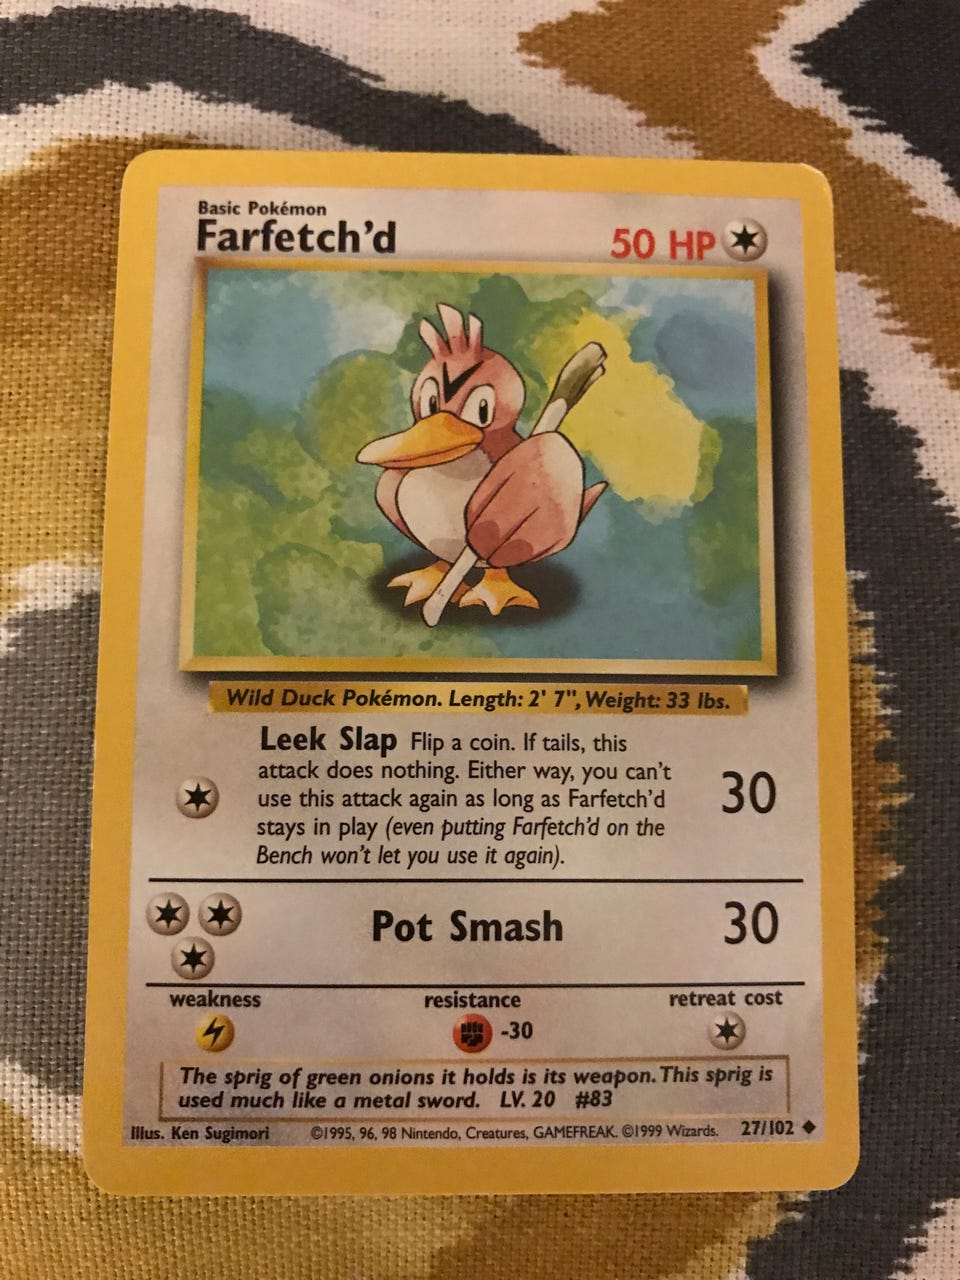 Basic Pokémon
Farfetch'd
50 HP
Wild Duck Pokémon. Length: 2' 7", Weight: 33 lbs.
Leek Slap Flip a coin. If tails, this
attack does nothing. Either way, you can't
use this attack again as long as Farfetch'd
stays in play (even putting Farfetch'd on the
Bench won't let you use it again).
30
Pot Smash
30
weakness
resistance
retreat cost
-30
The sprig of green onions it holds is its weapon. This sprig is
used much like a metal sword. LV. 20 #83
Illus. Ken Sugimori
©1995, 96, 98 Nintendo, Creatures, GAMEFREAK. ©1999 Wizards.
27/102